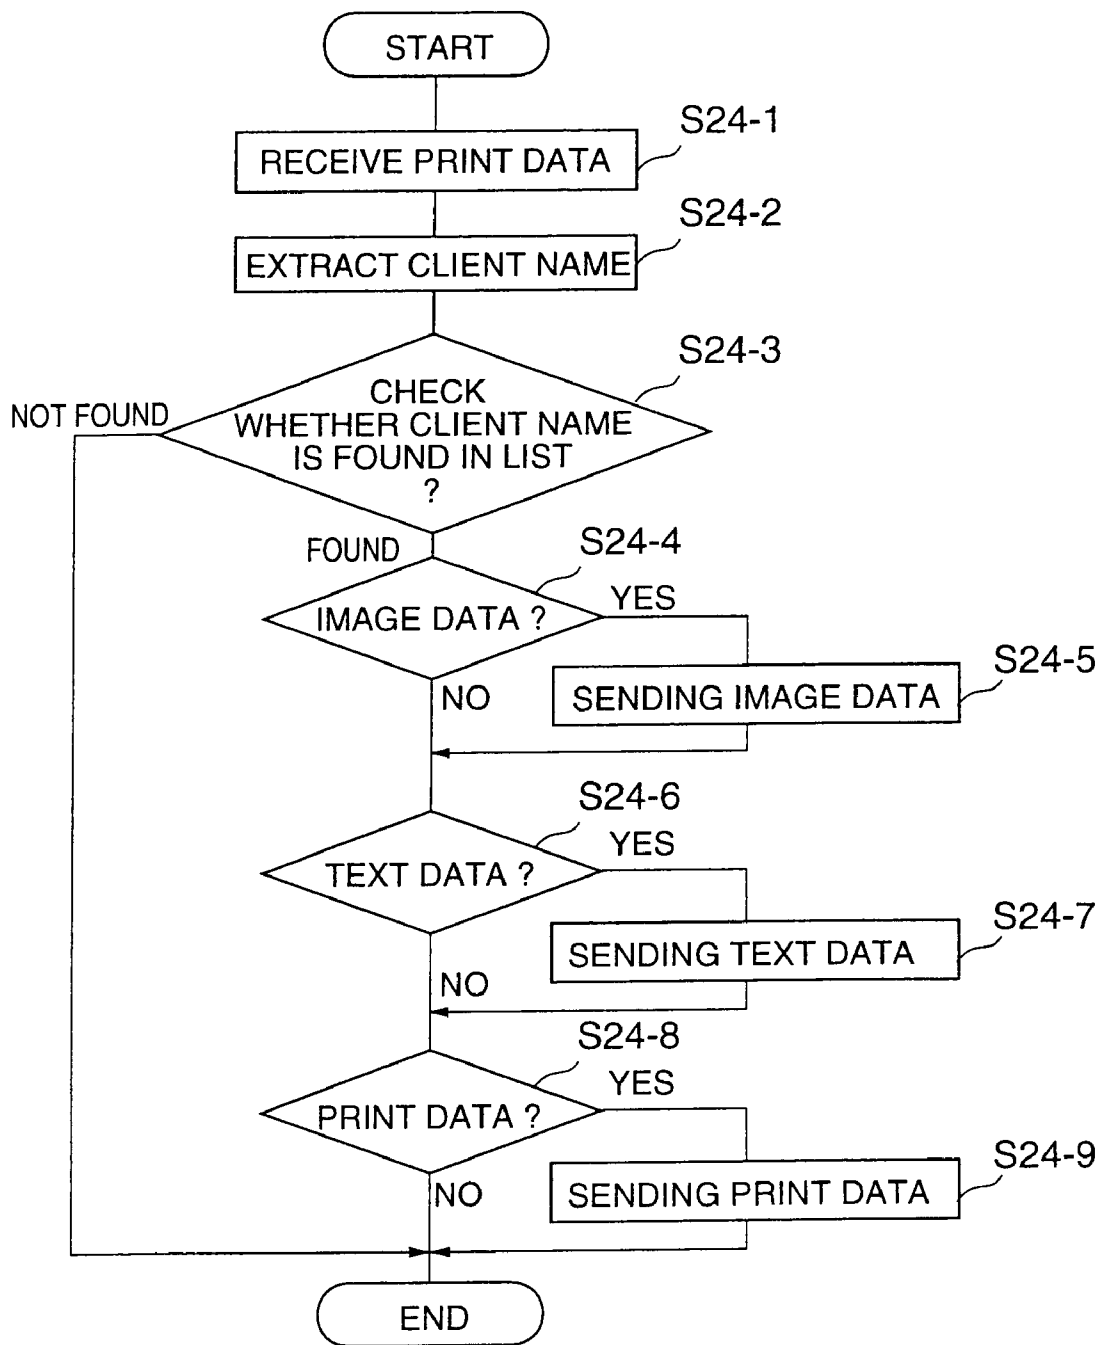 START
S24-1
RECEIVE PRINT DATA
S24-2
EXTRACT CLIENT NAME
S24-3
CHECK
WHETHER CLIENT NAME
IS FOUND IN LIST
?
NOT FOUND
FOUND
S24-4
IMAGE DATA ?
YES
S24-5
SENDING IMAGE DATA
NO
S24-6
TEXT DATA ?
YES
S24-7
SENDING TEXT DATA
NO
S24-8
PRINT DATA ?
YES
S24-9
SENDING PRINT DATA
NO
END